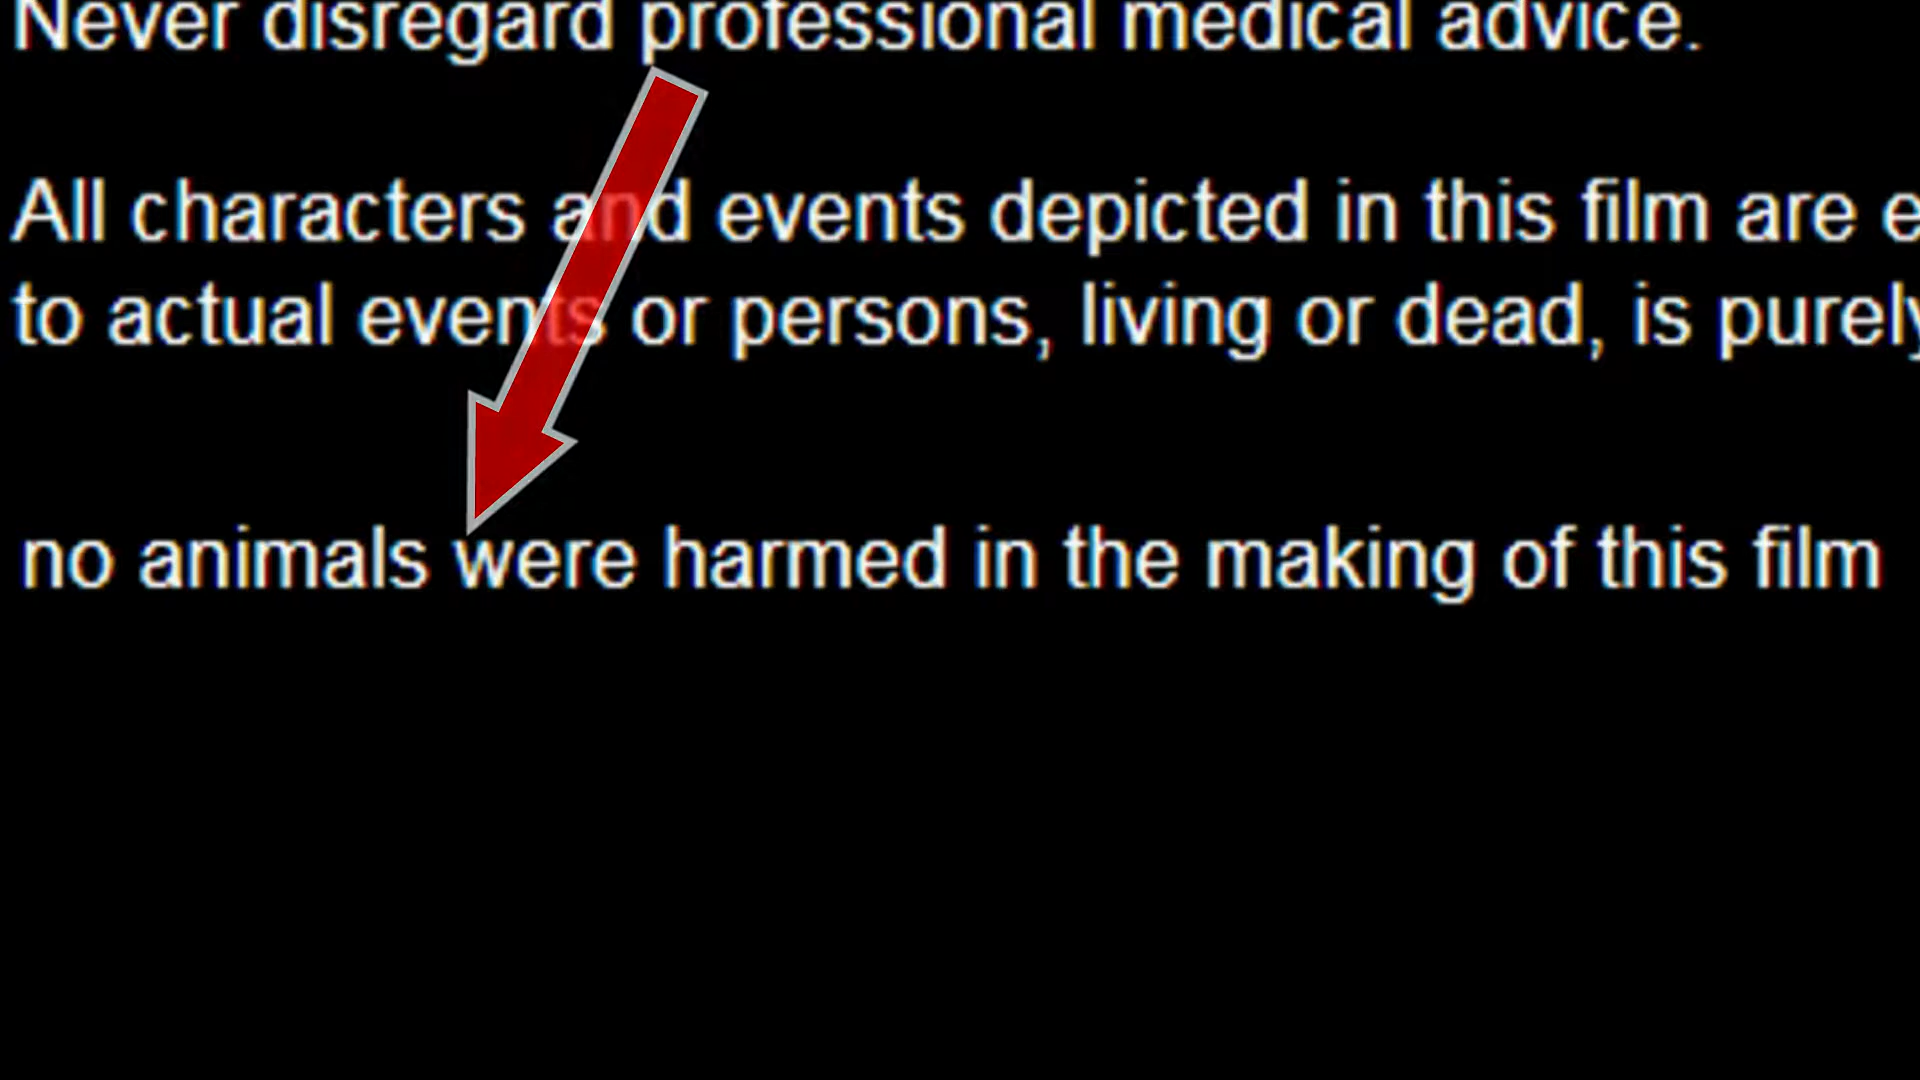 Never disregard professional medical advice.
All characters and events depicted in this film are e
to actual events or persons, living or dead, is purely
no animals were harmed in the making of this film